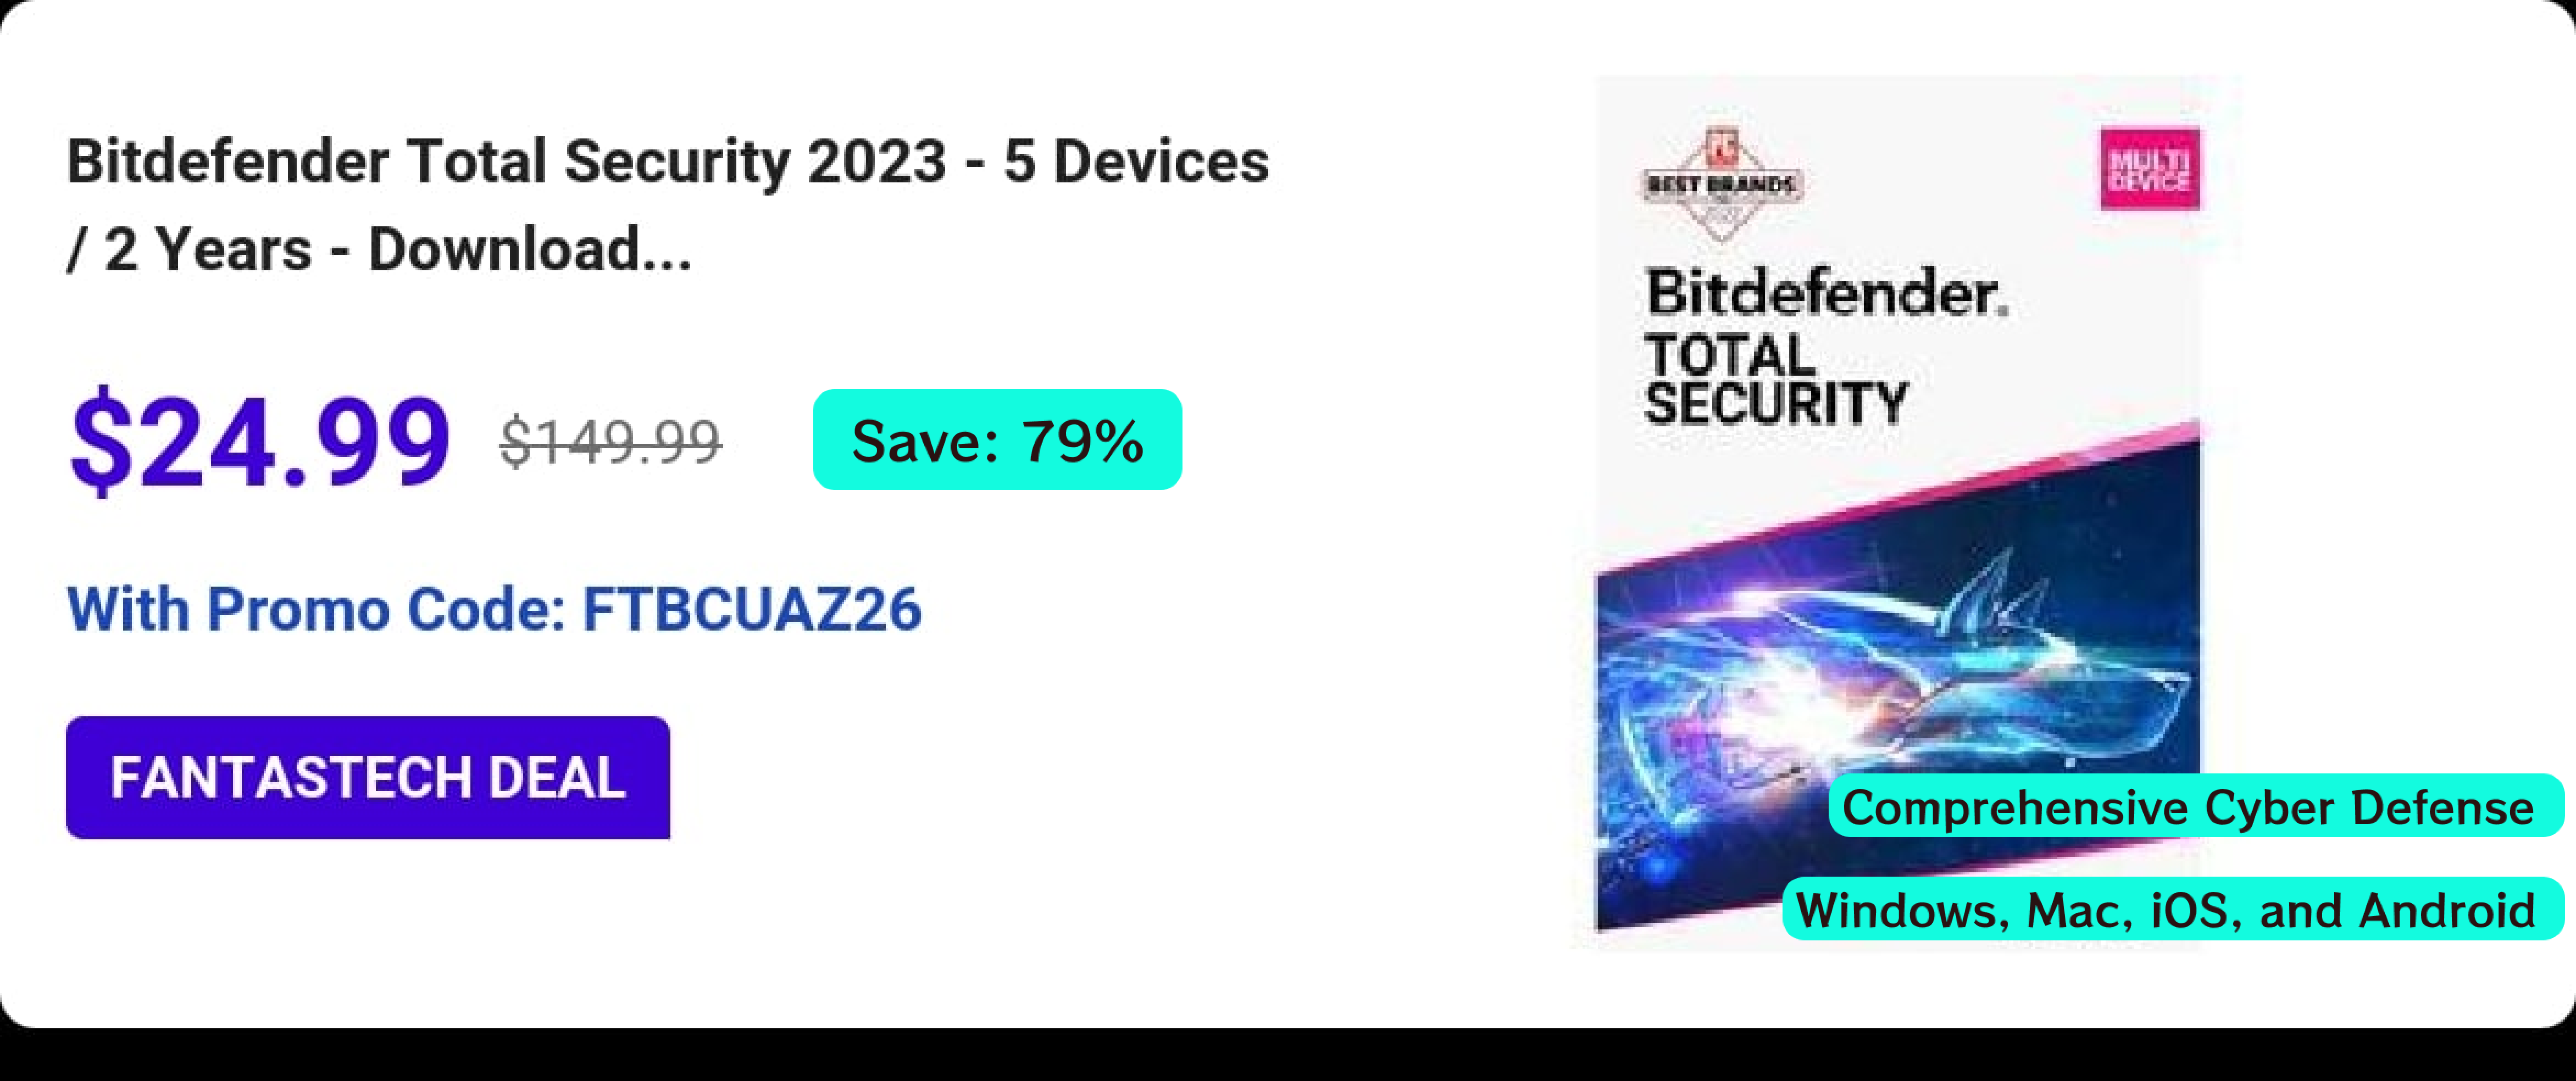 Bitdefender Total Security 2023 - 5 Devices
/ 2 Years - Download...
$24.99 $149.99 Save: 79%
With Promo Code: FTBCUAZ26
FANTASTECH DEAL
PC
BEST BRANDS
MULTI
DEVICE
Bitdefender.
TOTAL
SECURITY
Comprehensive Cyber Defense
Windows, Mac, iOS, and Android